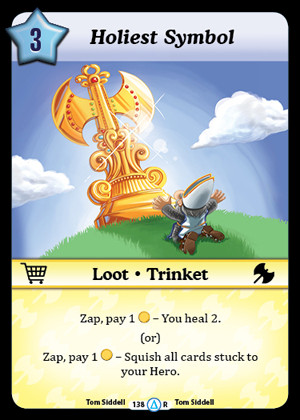 3
Holiest Symbol
Loot • Trinket
Zap, pay 1 – You heal 2.
(or)
Zap, pay 1 – Squish all cards stuck to
your Hero.
Tom Siddell 138 A R Tom Siddell